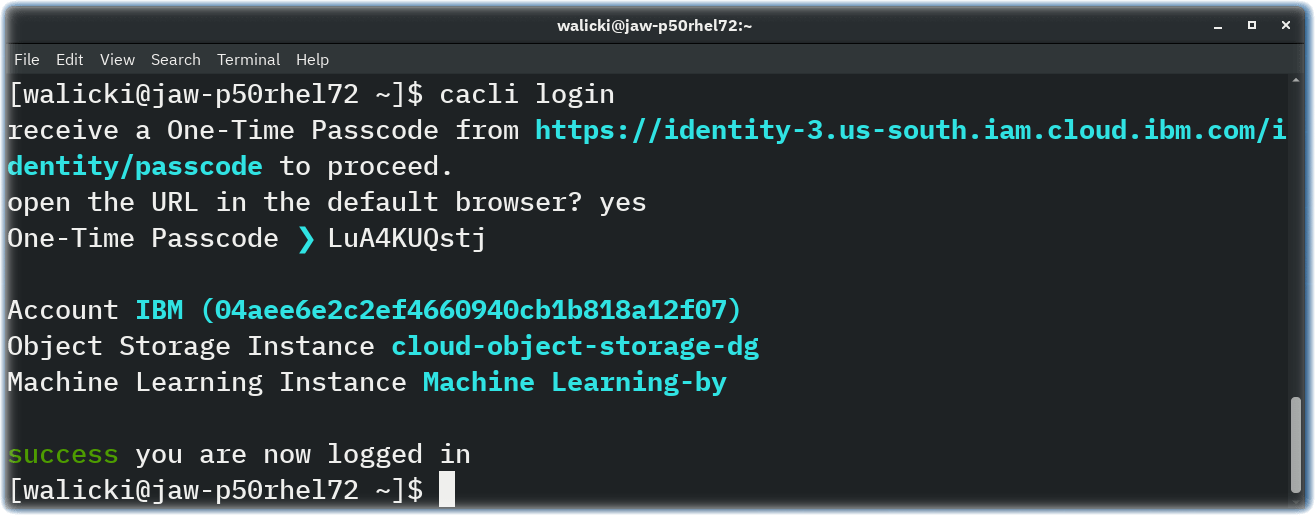 walicki@jaw-p50rhel72:~
File Edit View Search Terminal Help
[walicki@jaw-p50rhel72 ~]$ cacli login
receive a One-Time Passcode from https://identity-3.us-south.iam.cloud.ibm.com/i
dentity/passcode to proceed.
open the URL in the default browser? yes
One-Time Passcode ❯ LuA4KUQstj
Account IBM (04aee6e2c2ef4660940cb1b818a12f07)
Object Storage Instance cloud-object-storage-dg
Machine Learning Instance Machine Learning-by
success you are now logged in
[walicki@jaw-p50rhel72 ~]$